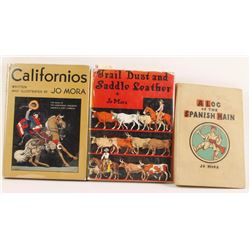 Californios
WRITTEN
AND ILLUSTRATED BY JO MORA
Trail Dust and
Saddle Leather
Jo Mora
A LOG
OF THE
SPANISH MAIN
JO MORA